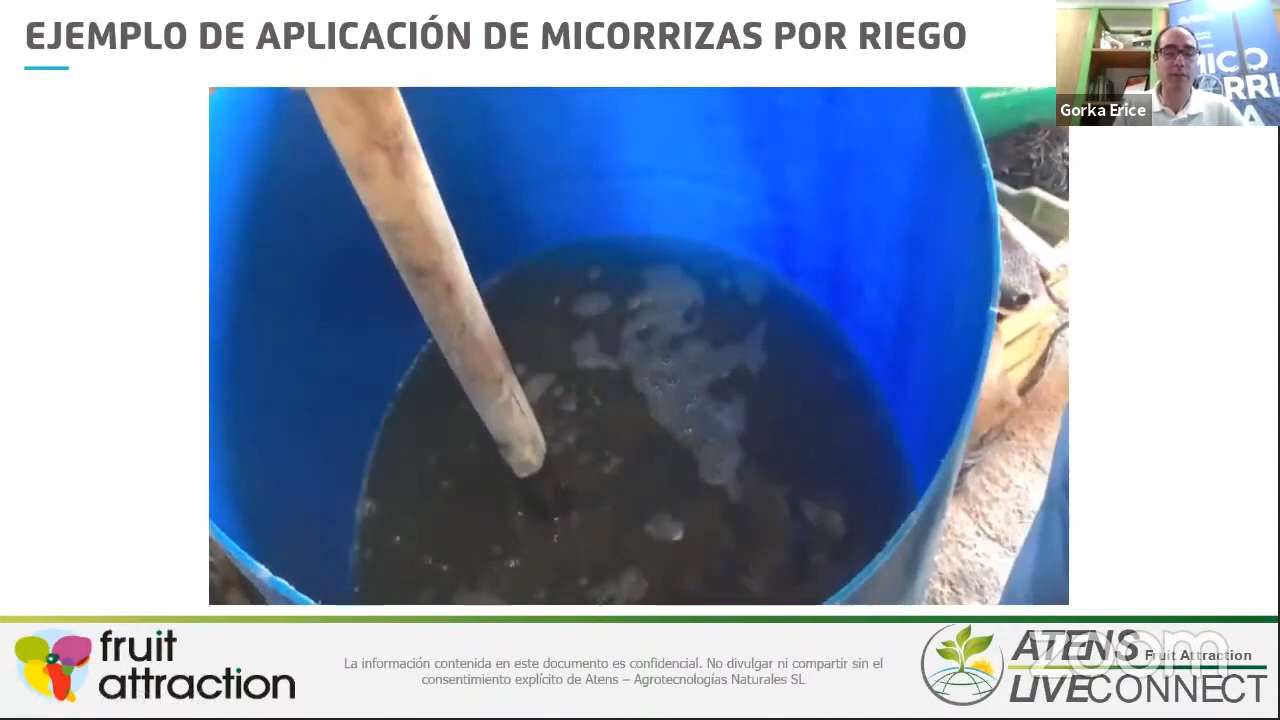 EJEMPLO DE APLICACIÓN DE MICORRIZAS POR RIEGO
Gorka Erice
fruit
attraction
La información contenida en este documento es confidencial. No divulgar ni compartir sin el
consentimiento explícito de Atens – Agrotecnologías Naturales SL
ATENS Fruit Attraction
zoom
LIVECONNECT